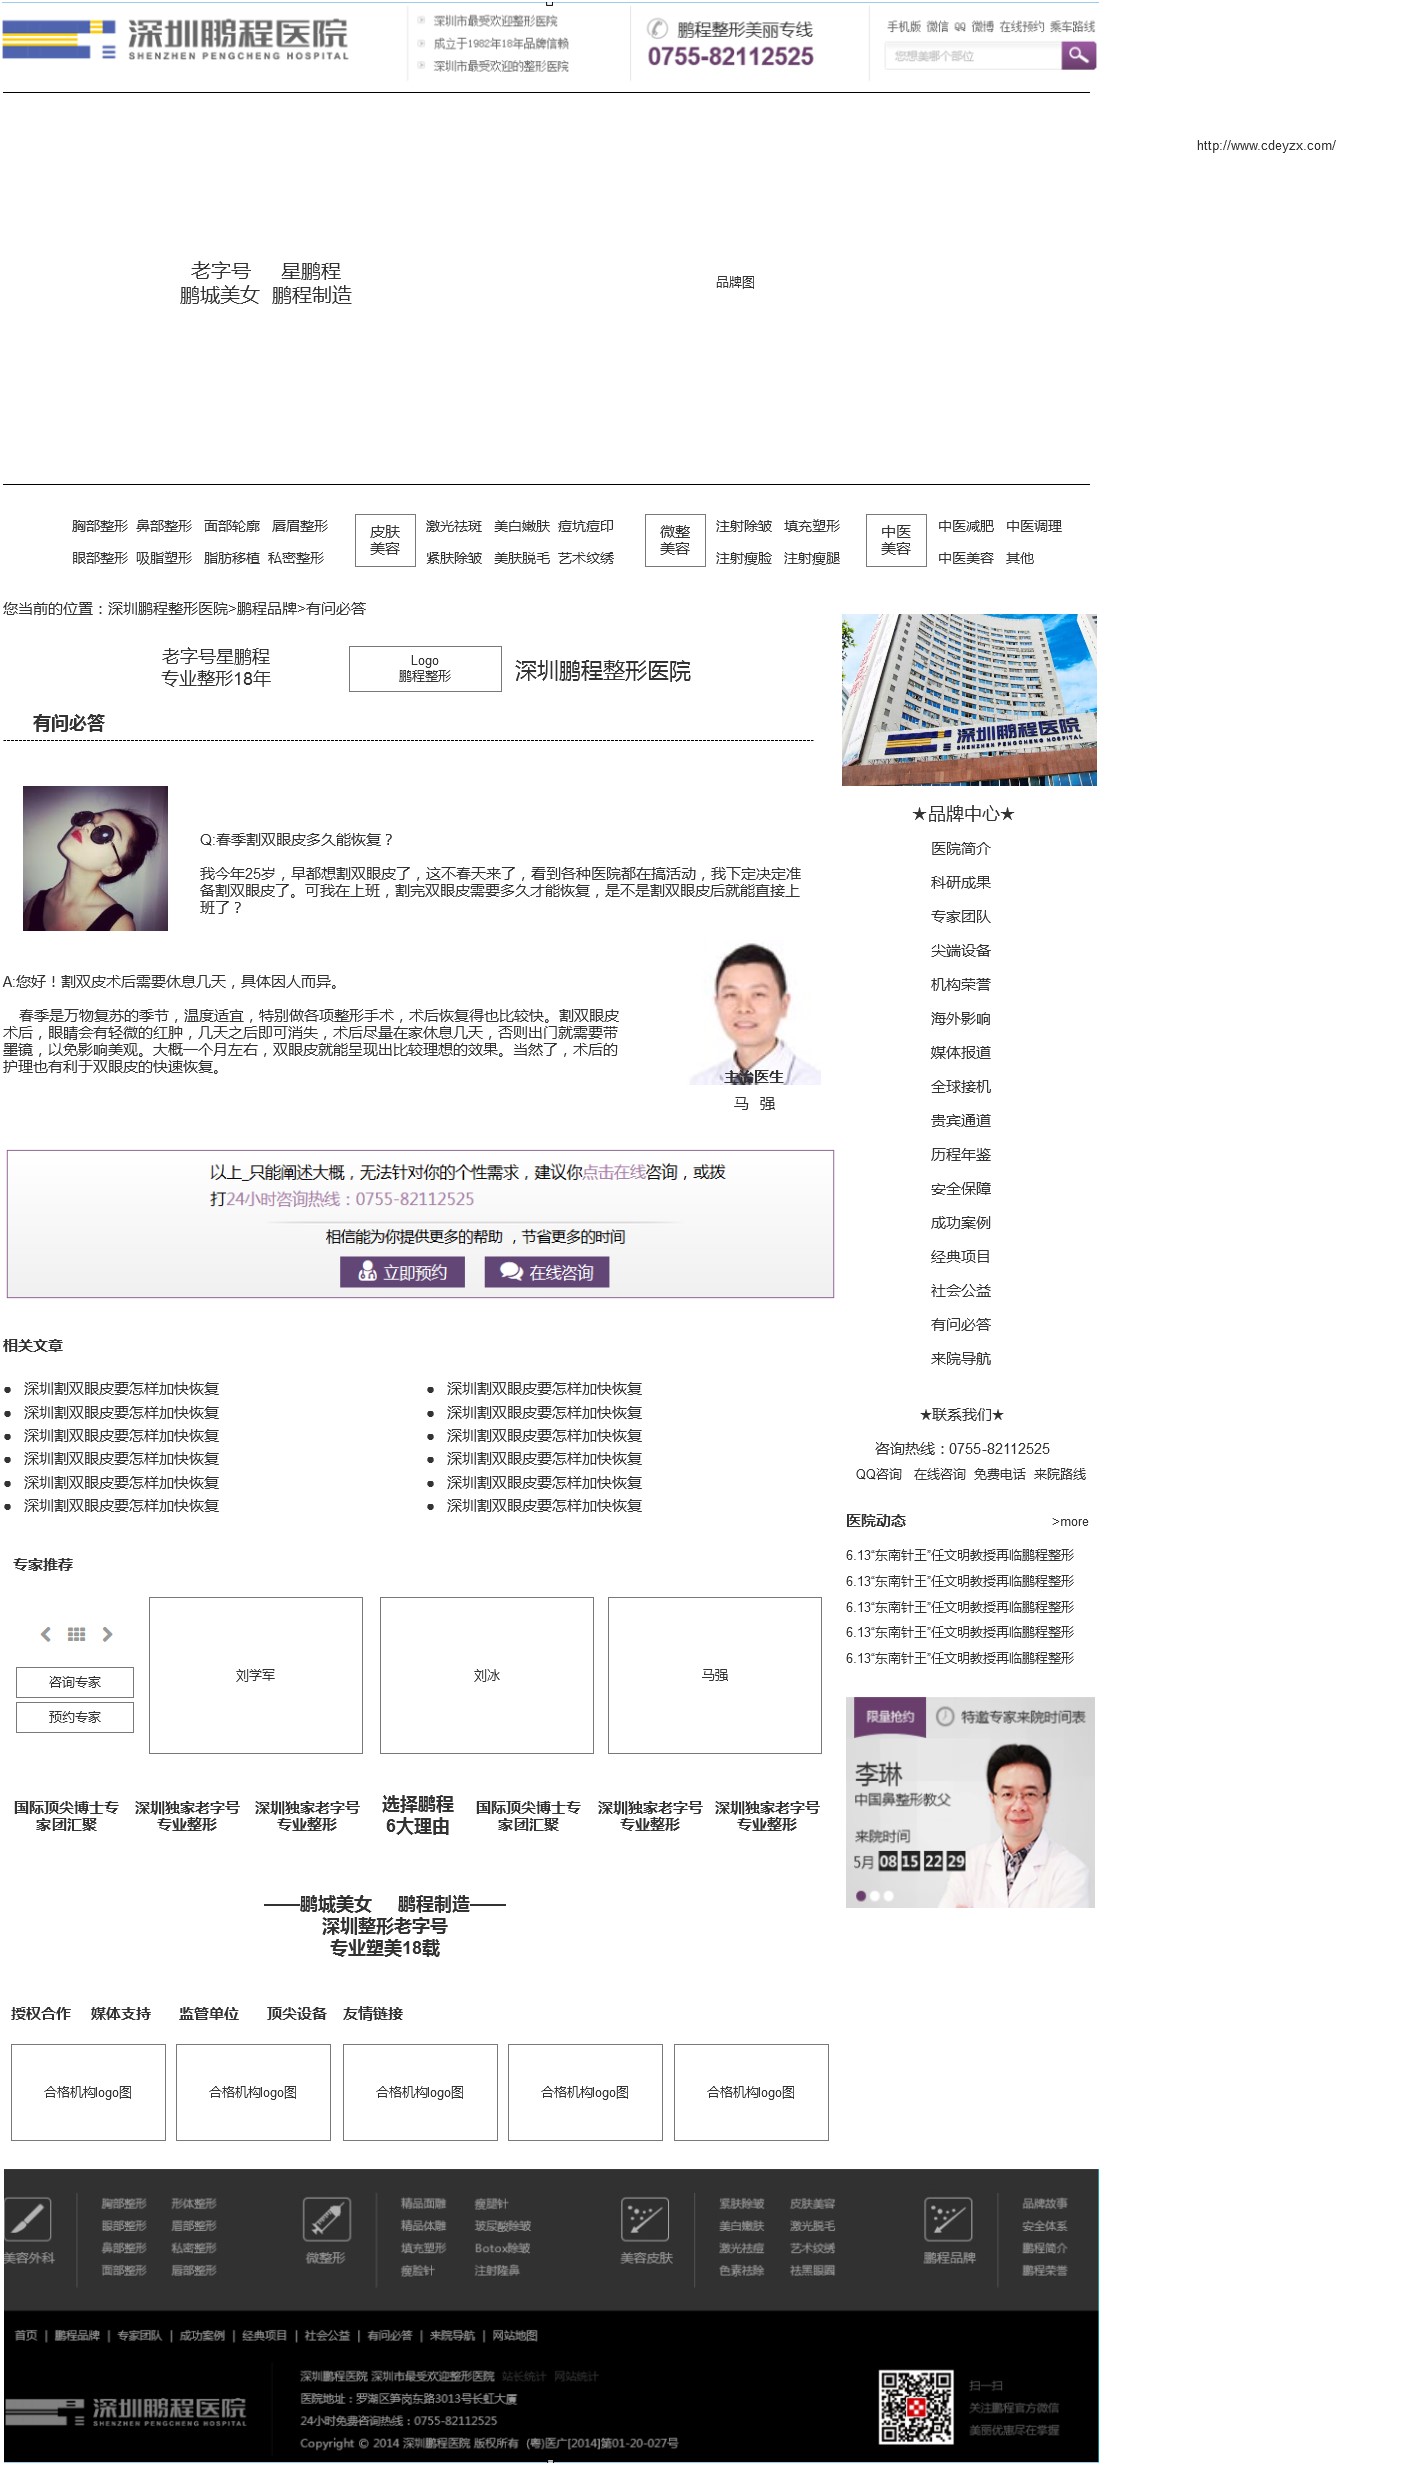 深圳鹏程医院
SHENZHEN PENGCHENG HOSPITAL
深圳市最受欢迎整形医院
成立于1982年18年品牌信赖
深圳市最受欢迎的整形医院
鹏程整形美丽专线
0755-82112525
手机版 微信 QQ 微博 在线预约 乘车路线
您想美哪个部位
http://www.cdeyzx.com/
老字号 星鹏程
鹏城美女 鹏程制造
品牌图
胸部整形 鼻部整形 面部轮廓 唇眉整形
眼部整形 吸脂塑形 脂肪移植 私密整形
皮肤
美容
激光祛斑 美白嫩肤 痘坑痘印
紧肤除皱 美肤脱毛 艺术纹绣
微整
美容
注射除皱 填充塑形
注射瘦脸 注射瘦腿
中医
美容
中医减肥 中医调理
中医美容 其他
您当前的位置：深圳鹏程整形医院>鹏程品牌>有问必答
老字号星鹏程
专业整形18年
Logo
鹏程整形
深圳鹏程整形医院
有问必答
Q:春季割双眼皮多久能恢复？
我今年25岁，早都想割双眼皮了，这不春天来了，看到各种医院都在搞活动，我下定决定准
备割双眼皮了。可我在上班，割完双眼皮需要多久才能恢复，是不是割双眼皮后就能直接上
班了？
A:您好！割双皮术后需要休息几天，具体因人而异。
春季是万物复苏的季节，温度适宜，特别做各项整形手术，术后恢复得也比较快。割双眼皮
术后，眼睛会有轻微的红肿，几天之后即可消失，术后尽量在家休息几天，否则出门就需要带
墨镜，以免影响美观。大概一个月左右，双眼皮就能呈现出比较理想的效果。当然了，术后的
护理也有利于双眼皮的快速恢复。
主治医生
马 强
以上_只能阐述大概，无法针对你的个性需求，建议你点击在线咨询，或拨
打24小时咨询热线：0755-82112525
相信能为你提供更多的帮助 ，节省更多的时间
立即预约
在线咨询
相关文章
● 深圳割双眼皮要怎样加快恢复
● 深圳割双眼皮要怎样加快恢复
● 深圳割双眼皮要怎样加快恢复
● 深圳割双眼皮要怎样加快恢复
● 深圳割双眼皮要怎样加快恢复
● 深圳割双眼皮要怎样加快恢复
● 深圳割双眼皮要怎样加快恢复
● 深圳割双眼皮要怎样加快恢复
● 深圳割双眼皮要怎样加快恢复
● 深圳割双眼皮要怎样加快恢复
● 深圳割双眼皮要怎样加快恢复
● 深圳割双眼皮要怎样加快恢复
专家推荐
咨询专家
预约专家
刘学军
刘冰
马强
国际顶尖博士专
家团汇聚
深圳独家老字号
专业整形
深圳独家老字号
专业整形
选择鹏程
6大理由
国际顶尖博士专
家团汇聚
深圳独家老字号
专业整形
深圳独家老字号
专业整形
——鹏城美女 鹏程制造——
深圳整形老字号
专业塑美18载
授权合作 媒体支持 监管单位 顶尖设备 友情链接
合格机构logo图
合格机构logo图
合格机构logo图
合格机构logo图
合格机构logo图
深圳鹏程医院
SHENZHEN PENGCHENG HOSPITAL
★品牌中心★
医院简介
科研成果
专家团队
尖端设备
机构荣誉
海外影响
媒体报道
全球接机
贵宾通道
历程年鉴
安全保障
成功案例
经典项目
社会公益
有问必答
来院导航
★联系我们★
咨询热线：0755-82112525
QQ咨询 在线咨询 免费电话 来院路线
医院动态 >more
6.13“东南针王”任文明教授再临鹏程整形
6.13“东南针王”任文明教授再临鹏程整形
6.13“东南针王”任文明教授再临鹏程整形
6.13“东南针王”任文明教授再临鹏程整形
6.13“东南针王”任文明教授再临鹏程整形
限量抢约
特邀专家来院时间表
李琳
中国鼻整形教父
来院时间
5月 08 15 22 29
美容外科
胸部整形 形体整形
眼部整形 眉部整形
鼻部整形 私密整形
面部整形 唇部整形
微整形
精品面雕 瘦腿针
精品体雕 玻尿酸除皱
填充塑形 Botox除皱
瘦脸针 注射隆鼻
美容皮肤
紧肤除皱 皮肤美容
美白嫩肤 激光脱毛
激光祛痘 艺术纹绣
色素祛除 祛黑眼圈
鹏程品牌
品牌故事
安全体系
鹏程简介
鹏程荣誉
首页 | 鹏程品牌 | 专家团队 | 成功案例 | 经典项目 | 社会公益 | 有问必答 | 来院导航 | 网站地图
深圳鹏程医院
SHENZHEN PENGCHENG HOSPITAL
深圳鹏程医院 深圳市最受欢迎整形医院 站长统计 网站统计
医院地址：罗湖区笋岗东路3013号长虹大厦
24小时免费咨询热线：0755-82112525
Copyright © 2014 深圳鹏程医院 版权所有 (粤)医广[2014]第01-20-027号
扫一扫
关注鹏程官方微信
美丽优惠尽在掌握